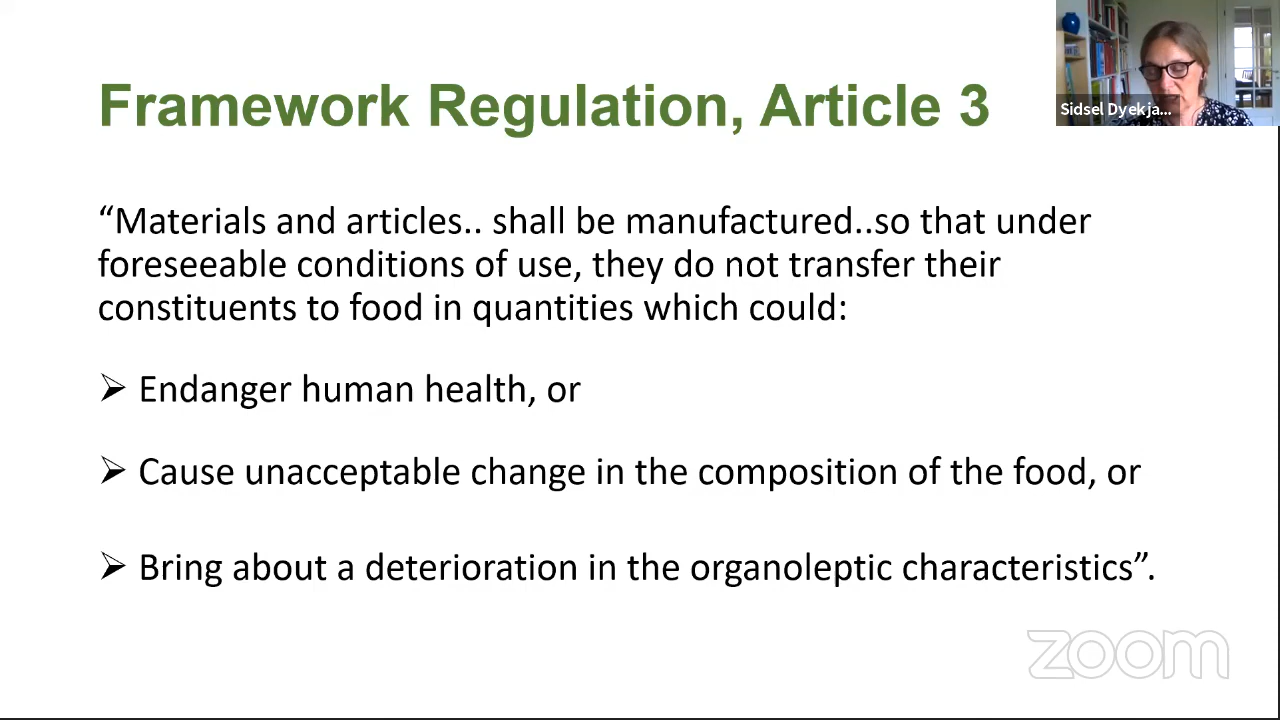 Framework Regulation, Article 3
Sidsel Dyekja...
“Materials and articles.. shall be manufactured..so that under
foreseeable conditions of use, they do not transfer their
constituents to food in quantities which could:
➢ Endanger human health, or
➢ Cause unacceptable change in the composition of the food, or
➢ Bring about a deterioration in the organoleptic characteristics”.
zoom